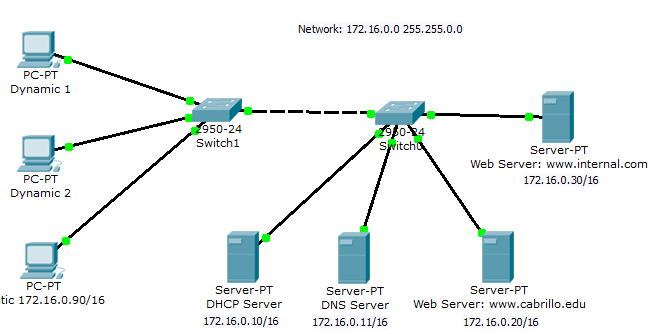 Network: 172.16.0.0 255.255.0.0
PC-PT
Dynamic 1
2950-24
Switch1
2950-24
Switch0
Server-PT
Web Server: www.internal.com
172.16.0.30/16
PC-PT
Dynamic 2
PC-PT
tic 172.16.0.90/16
Server-PT
DHCP Server
172.16.0.10/16
Server-PT
DNS Server
172.16.0.11/16
Server-PT
Web Server: www.cabrillo.edu
172.16.0.20/16